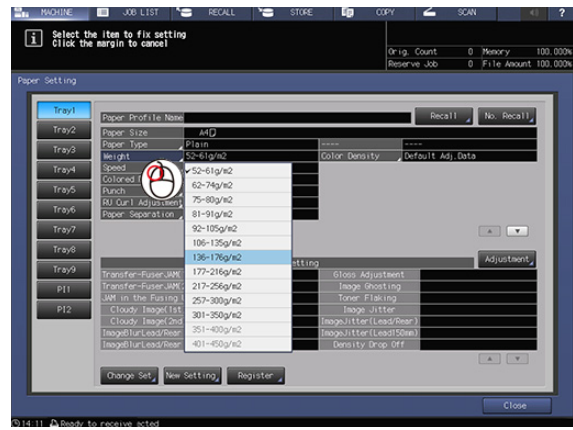 MACHINE JOB LIST RECALL STORE COPY SCAN ?
Select the item to fix setting
Click the margin to cancel
Orig. Count 0 Memory 100.000%
Reserve Job 0 File Amount 100.000%
Paper Setting
Tray1
Tray2
Tray3
Tray4
Tray5
Tray6
Tray7
Tray8
Tray9
PI1
PI2
Paper Profile Name Recall No. Recall
Paper Size A4
Paper Type Plain ---- ----
Weight 52-61g/m2 Color Density Default Adj.Data
Speed
Colored
Punch
RU Curl Adjustment
Paper Separation
52-61g/m2
62-74g/m2
75-80g/m2
81-91g/m2
92-105g/m2
106-135g/m2
136-176g/m2
177-216g/m2
217-256g/m2
257-300g/m2
301-350g/m2
351-400g/m2
401-450g/m2
tting Adjustment
Transfer-FuserJAM( Gloss Adjustment
Transfer-FuserJAM( Image Ghosting
JAM in the Fusing Toner Flaking
Cloudy Image(1st Image Jitter
Cloudy Image(2nd ImageJitter(Lead/Rear)
ImageBlurLead/Rear ImageJitter(Lead150mm)
ImageBlurLead/Rear Density Drop Off
Change Set New Setting Register
Close
14:11 Ready to receive